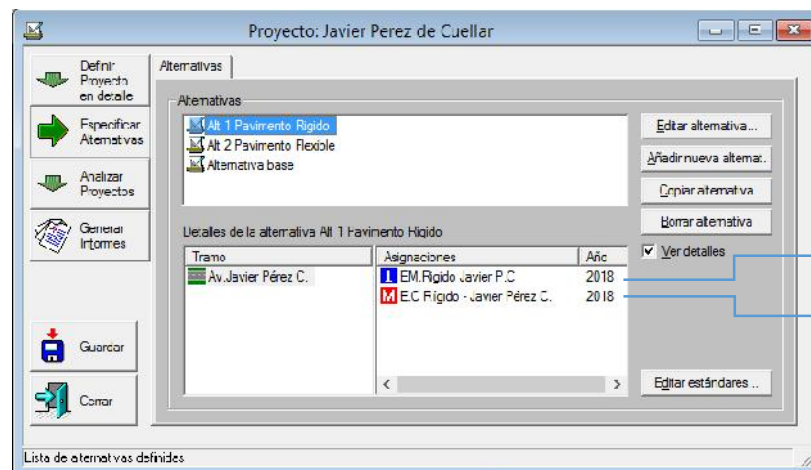 Proyecto: Javier Perez de Cuellar
Definir
Proyecto
en detalle
Especificar
Alternativas
Analizar
Proyectos
Generar
Informes
Guardar
Cerrar
Alternativas
Alternativas
Alt 1 Pavimento Rigido
Alt 2 Pavimento Flexible
Alternativa base
Editar alternativa...
Añadir nueva alternat..
Copiar alternativa
Borrar alternativa
Ver detalles
Detalles de la alternativa Alt 1 Pavimento Rigido
Tramo
Asignaciones
Año
Av.Javier Pérez C.
I EM.Rigido Javier P.C 2018
M E.C Rígido - Javier Pérez C. 2018
Editar estándares ..
Lista de alternativas definidas